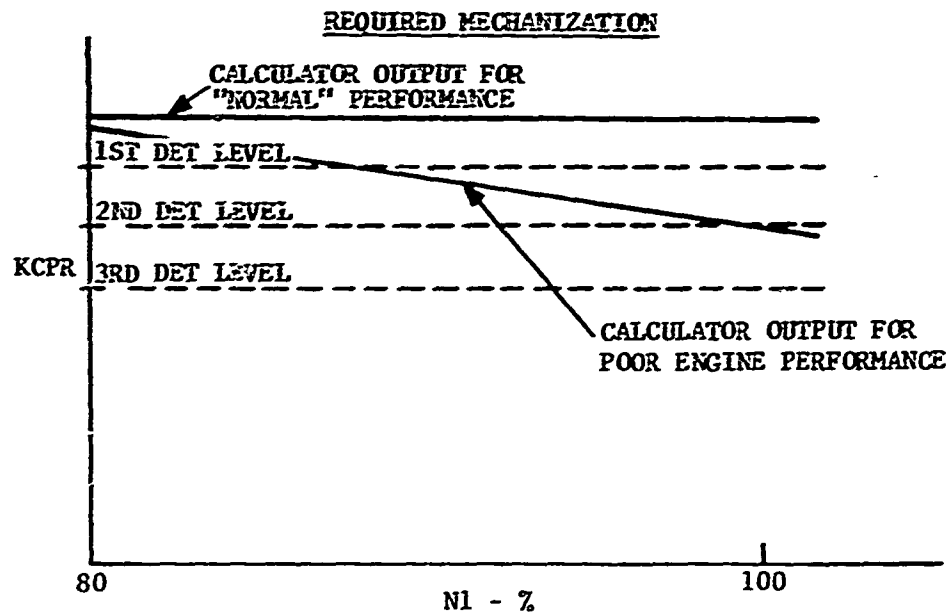 REQUIRED MECHANIZATION
CALCULATOR OUTPUT FOR
"NORMAL" PERFORMANCE
1ST DET LEVEL
2ND DET LEVEL
KCPR
3RD DET LEVEL
CALCULATOR OUTPUT FOR
POOR ENGINE PERFORMANCE
80
100
N1 - %